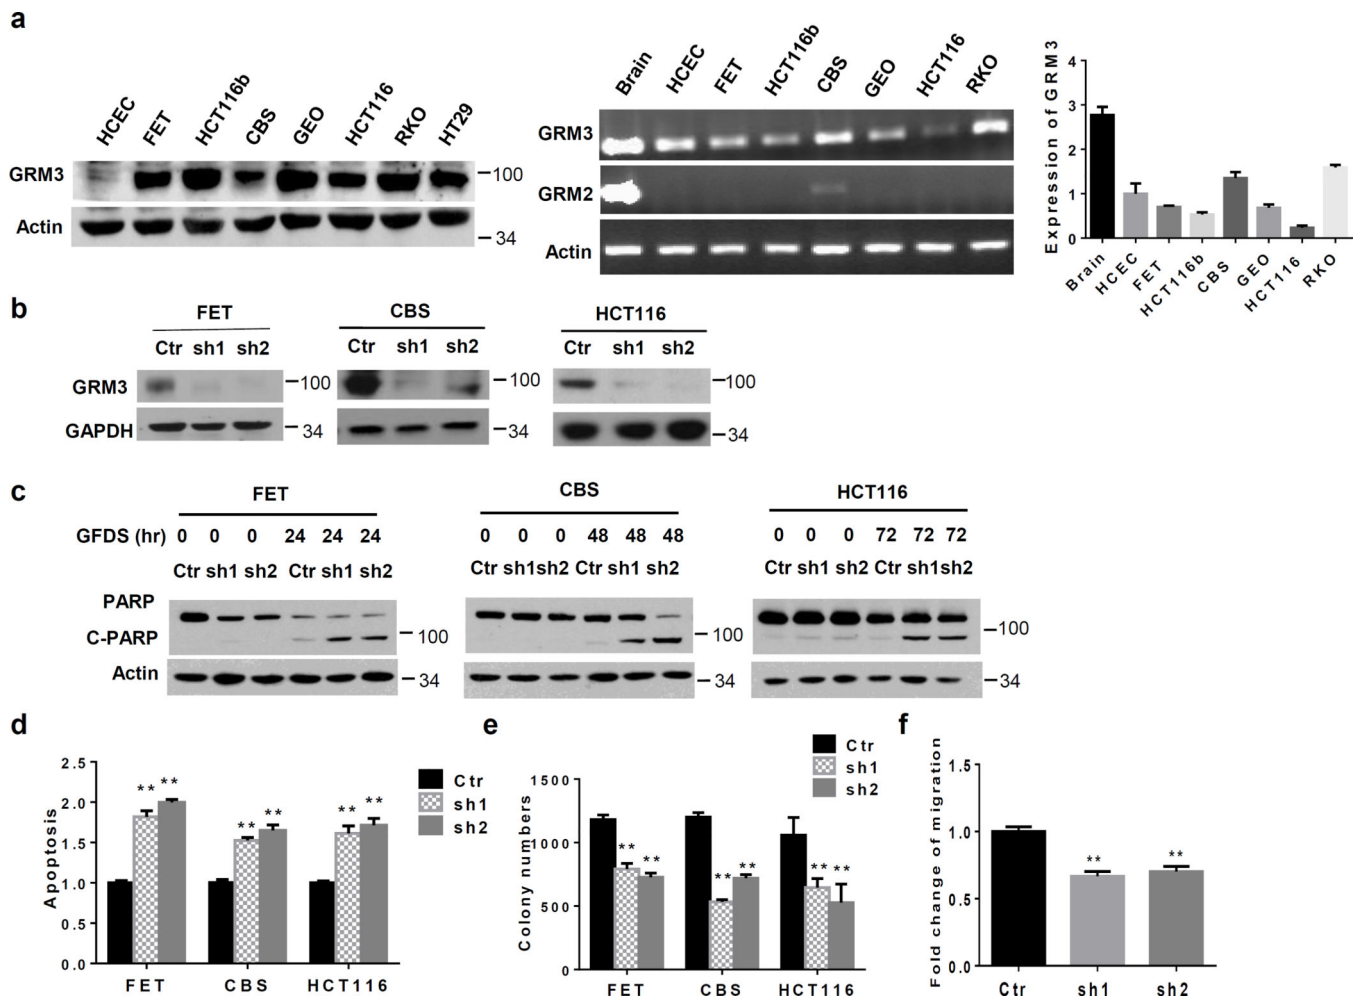 a
HCEC FET HCT116b CBS GEO HCT116 RKO HT29
GRM3 100
Actin 34
Brain HCEC FET HCT116b CBS GEO HCT116 RKO
GRM3
GRM2
Actin
Expression of GRM3
4
3
2
1
0
Brain HCEC FET HCT116b CBS GEO HCT116 RKO
b
FET
Ctr sh1 sh2
GRM3 100
GAPDH 34
CBS
Ctr sh1 sh2
100
34
HCT116
Ctr sh1 sh2
100
34
c
FET
GFDS (hr) 0 0 0 24 24 24
Ctr sh1 sh2 Ctr sh1 sh2
PARP
C-PARP 100
Actin 34
CBS
0 0 0 48 48 48
Ctr sh1 sh2 Ctr sh1 sh2
100
34
HCT116
0 0 0 72 72 72
Ctr sh1 sh2 Ctr sh1 sh2
100
34
d
Apoptosis
2.5
2.0
1.5
1.0
0.5
0.0
** ** ** ** ** **
FET CBS HCT116
Ctr
sh1
sh2
e
Colony numbers
1500
1000
500
0
** ** ** ** ** **
FET CBS HCT116
Ctr
sh1
sh2
f
Fold change of migration
1.5
1.0
0.5
0.0
** **
Ctr sh1 sh2